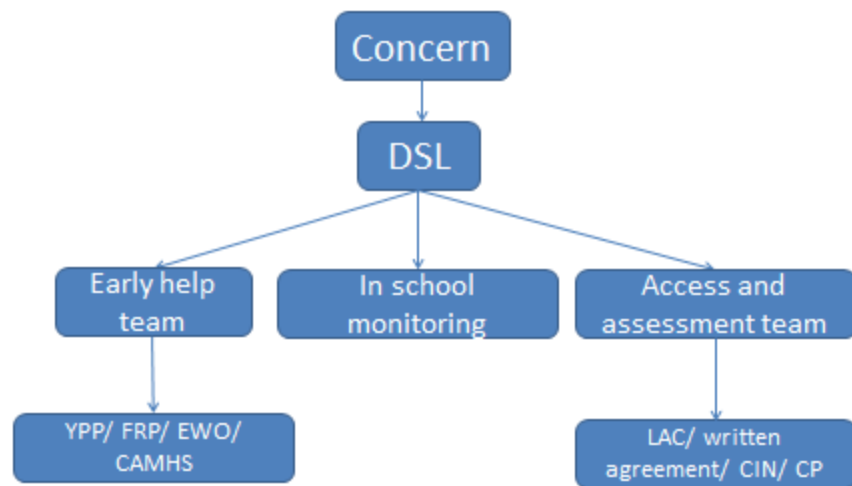 Concern
DSL
Early help
team
In school
monitoring
Access and
assessment team
YPP/ FRP/ EWO/
CAMHS
LAC/ written
agreement/ CIN/ CP